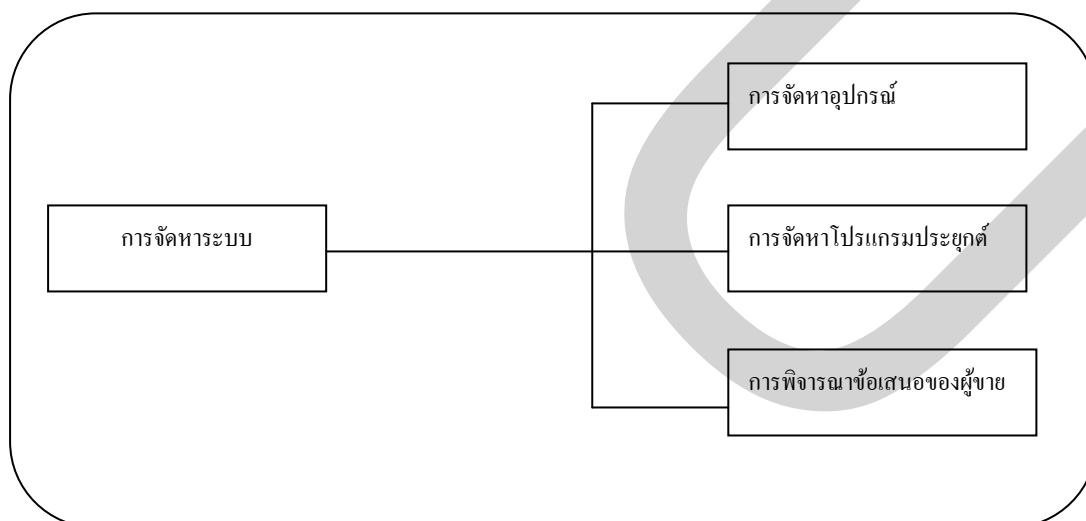 การจัดหาอุปกรณ์
การจัดหาระบบ
การจัดหาโปรแกรมประยุกต์
การพิจารณาข้อเสนอของผู้ขาย